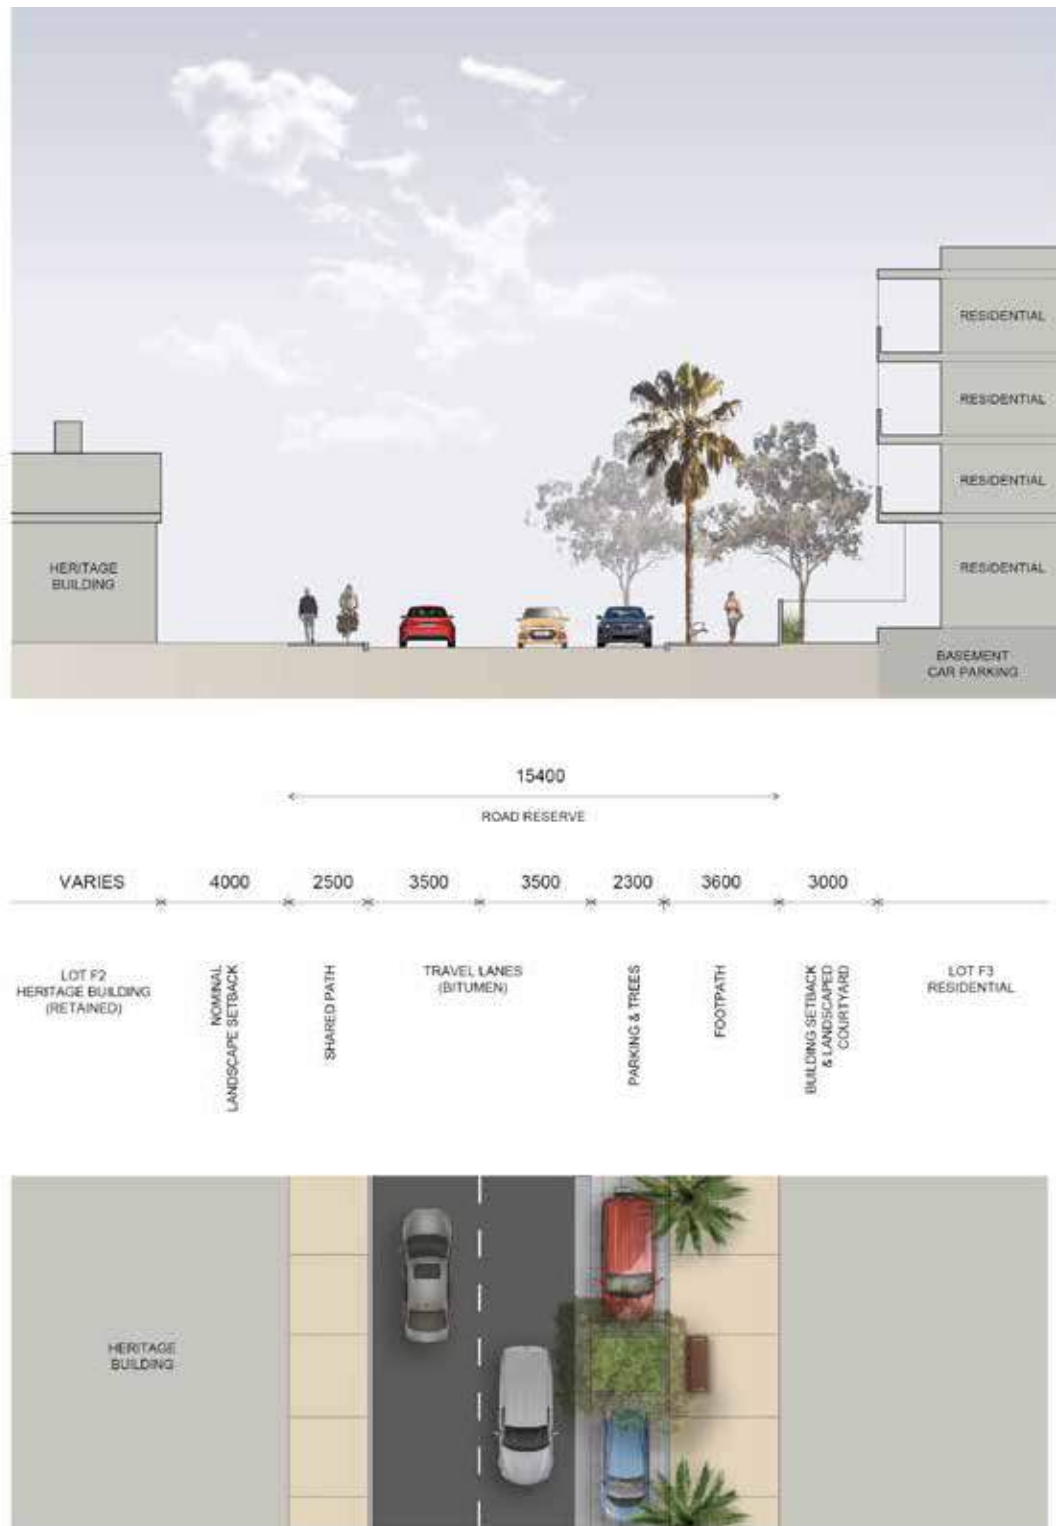 RESIDENTIAL
RESIDENTIAL
RESIDENTIAL
HERITAGE
BUILDING
RESIDENTIAL
BASEMENT
CAR PARKING
15400
ROAD RESERVE
VARIES
4000
2500
3500
3500
2300
3600
3000
LOT F2
HERITAGE BUILDING
(RETAINED)
NOMINAL
LANDSCAPE SETBACK
SHARED PATH
TRAVEL LANES
(BITUMEN)
PARKING & TREES
FOOTPATH
BUILDING SETBACK
& LANDSCAPED
COURTYARD
LOT F3
RESIDENTIAL
HERITAGE
BUILDING